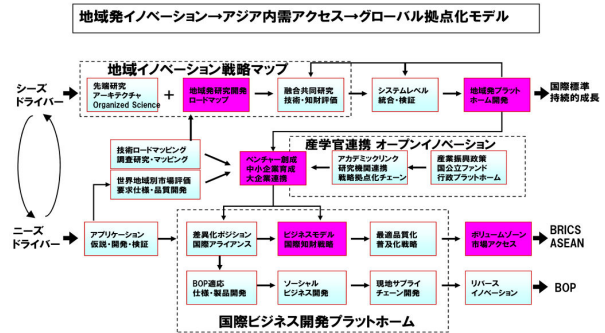 地域発イノベーション→アジア内需アクセス→グローバル拠点化モデル
地域イノベーション戦略マップ
シーズ
ドライバー
先端研究
アーキテクチャ
Organized Science
+
地域発研究開発
ロードマップ
融合共同研究
技術・知財評価
システムレベル
統合・検証
地域発プラット
ホーム開発
国際標準
持続的成長
技術ロードマッピング
調査研究・マッピング
世界地域別市場評価
要求仕様・品質開発
産学官連携 オープンイノベーション
ベンチャー創成
中小企業育成
大企業連携
アカデミックリンク
研究機関連携
戦略拠点化チェーン
産業振興政策
国公立ファンド
行政プラットホーム
ニーズ
ドライバー
アプリケーション
仮説・開発・検証
差異化ポジション
国際アライアンス
ビジネスモデル
国際知財戦略
最適品質化
普及化戦略
ボリュームゾーン
市場アクセス
BRICS
ASEAN
BOP適応
仕様・製品開発
ソーシャル
ビジネス開発
現地サプライ
チェーン開発
リバース
イノベーション
BOP
国際ビジネス開発プラットホーム